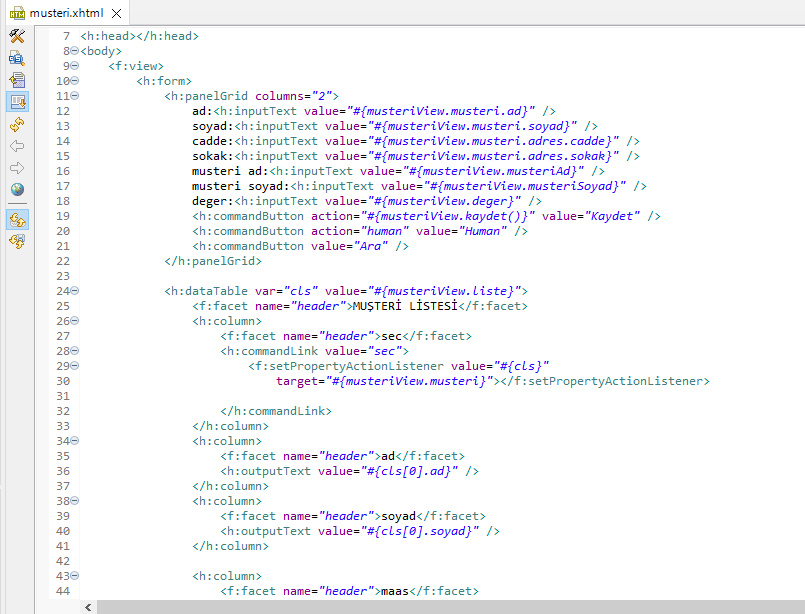 musteri.xhtml
7 <h:head></h:head>
8 <body>
9 <f:view>
10 <h:form>
11 <h:panelGrid columns="2">
12 ad:<h:inputText value="#{musteriView.musteri.ad}" />
13 soyad:<h:inputText value="#{musteriView.musteri.soyad}" />
14 cadde:<h:inputText value="#{musteriView.musteri.adres.cadde}" />
15 sokak:<h:inputText value="#{musteriView.musteri.adres.sokak}" />
16 musteri ad:<h:inputText value="#{musteriView.musteriAd}" />
17 musteri soyad:<h:inputText value="#{musteriView.musteriSoyad}" />
18 deger:<h:inputText value="#{musteriView.deger}" />
19 <h:commandButton action="#{musteriView.kaydet()}" value="Kaydet" />
20 <h:commandButton action="human" value="Human" />
21 <h:commandButton value="Ara" />
22 </h:panelGrid>
23
24 <h:dataTable var="cls" value="#{musteriView.liste}">
25 <f:facet name="header">MUŞTERİ LİSTESİ</f:facet>
26 <h:column>
27 <f:facet name="header">sec</f:facet>
28 <h:commandLink value="sec">
29 <f:setPropertyActionListener value="#{cls}"
30 target="#{musteriView.musteri}"></f:setPropertyActionListener>
31
32 </h:commandLink>
33 </h:column>
34 <h:column>
35 <f:facet name="header">ad</f:facet>
36 <h:outputText value="#{cls[0].ad}" />
37 </h:column>
38 <h:column>
39 <f:facet name="header">soyad</f:facet>
40 <h:outputText value="#{cls[0].soyad}" />
41 </h:column>
42
43 <h:column>
44 <f:facet name="header">maas</f:facet>